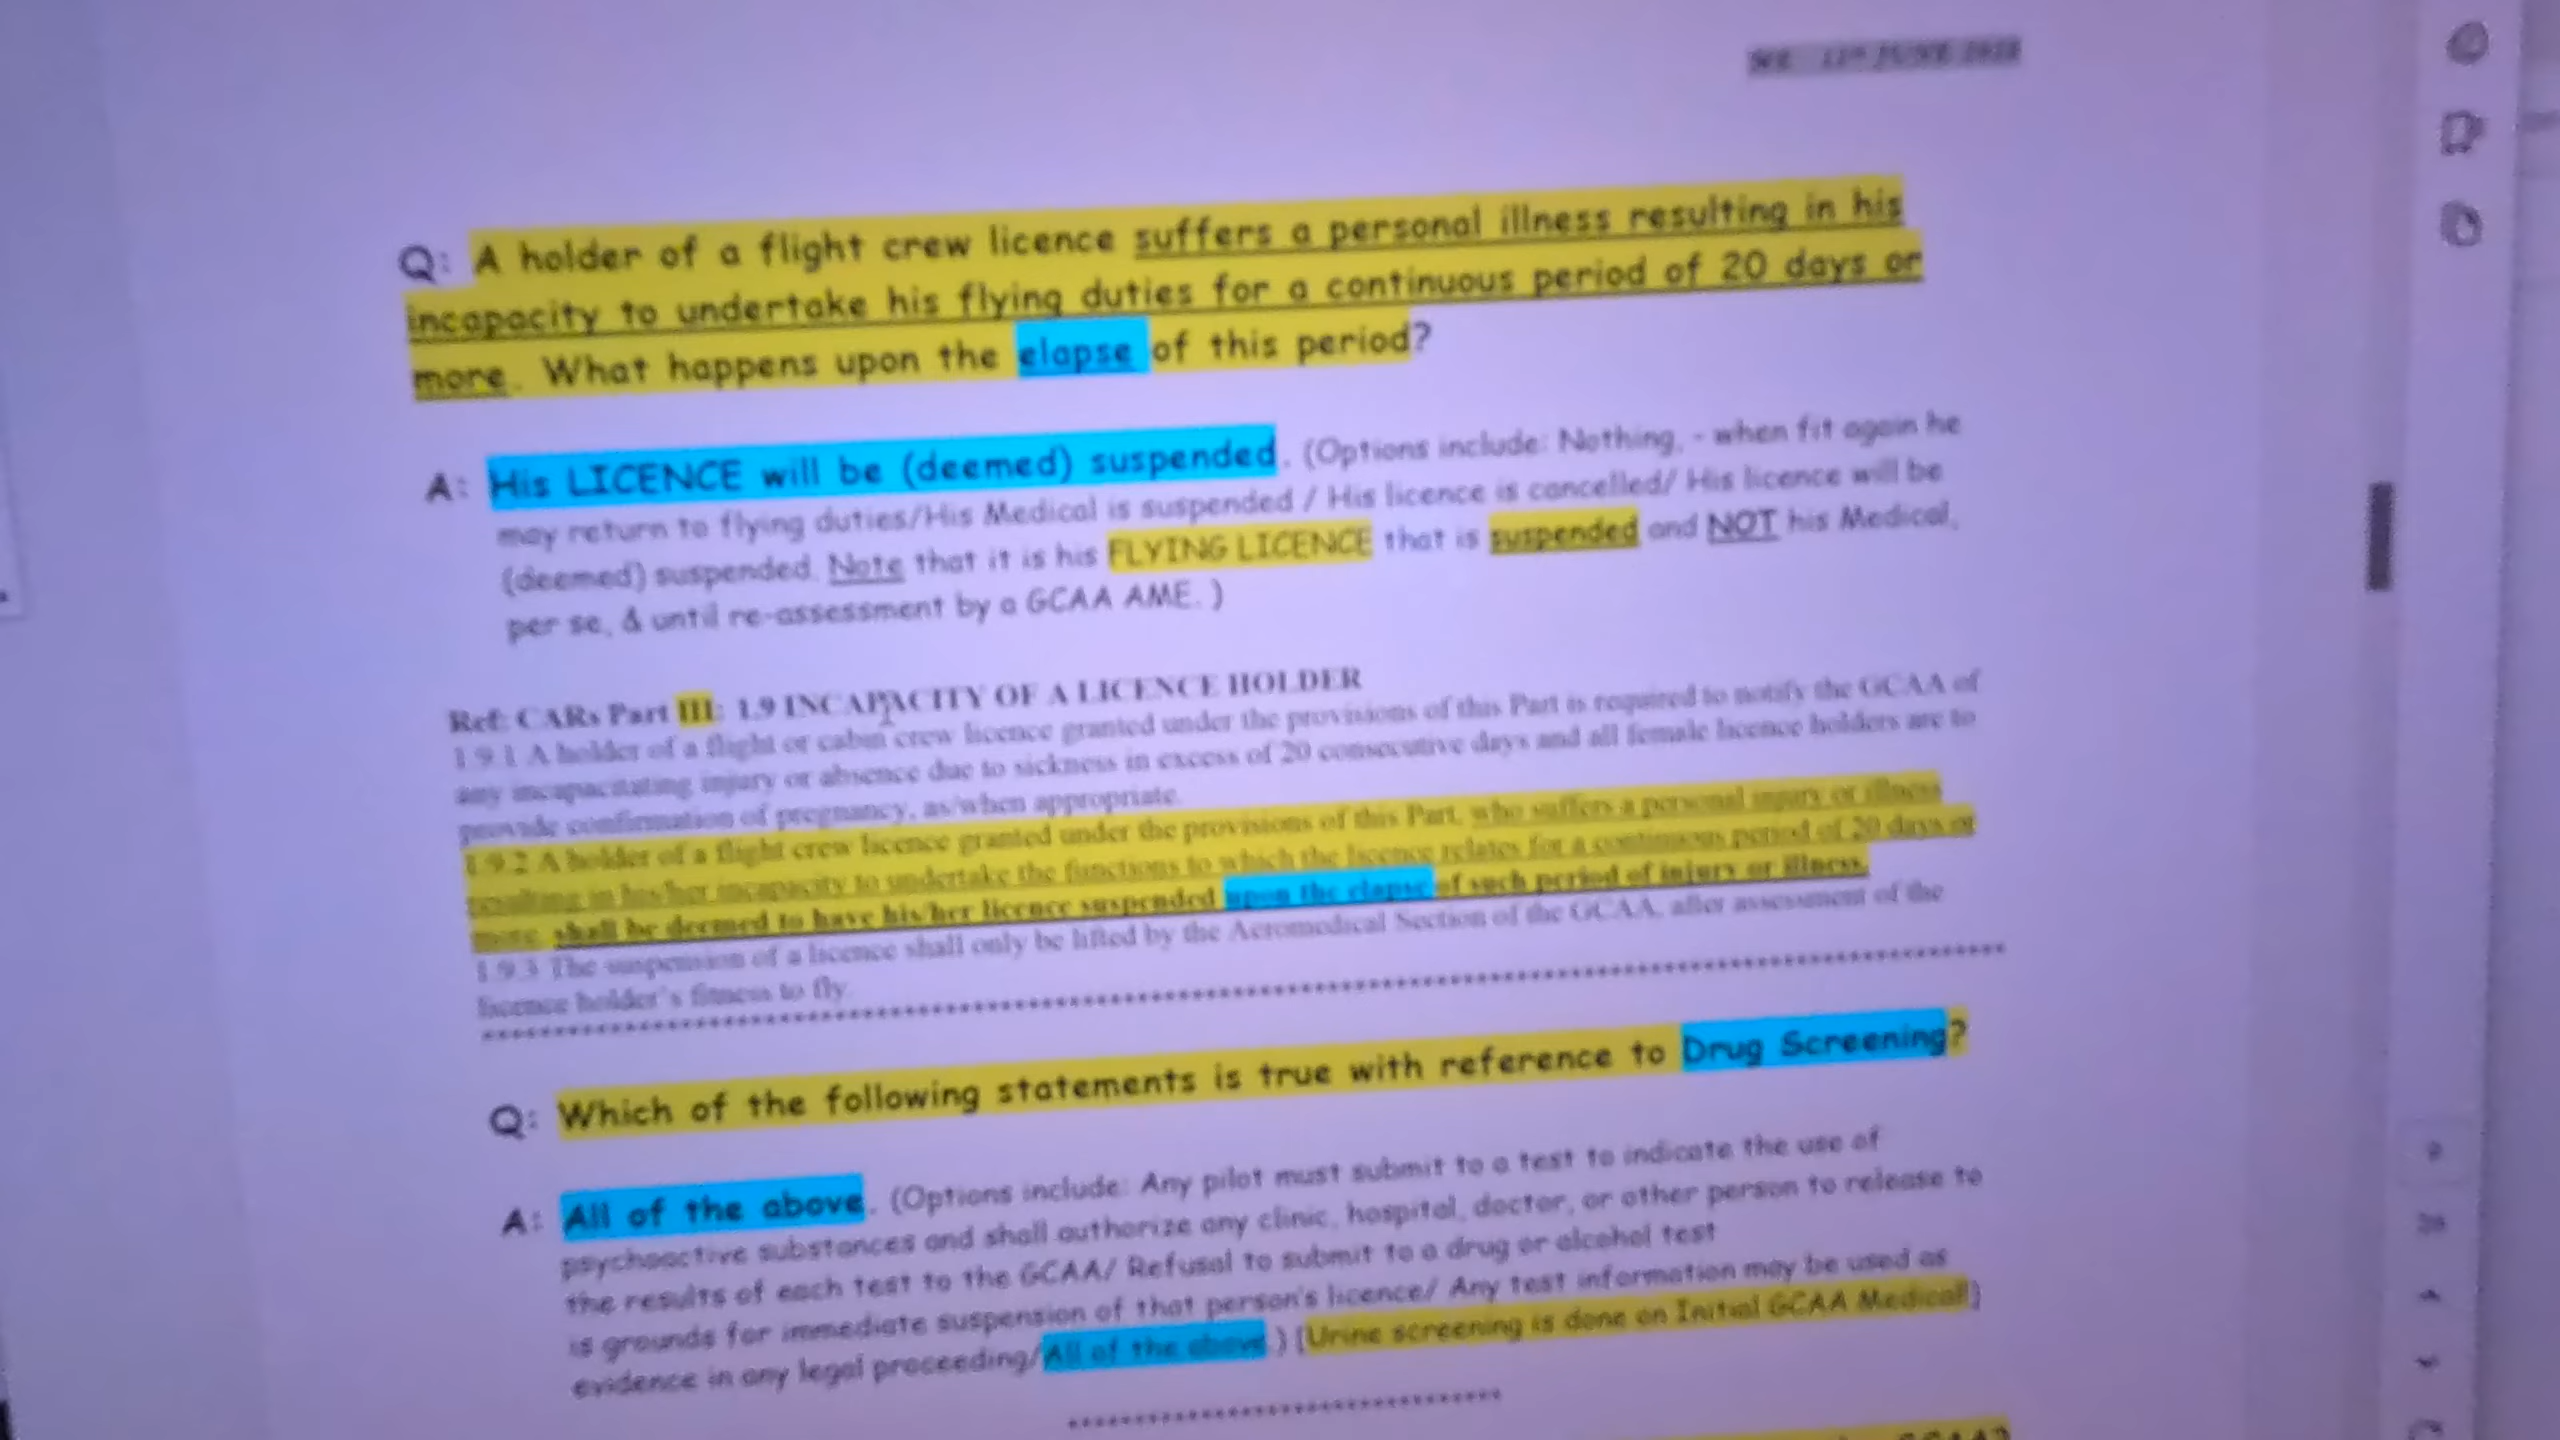 12th JUNE
Q: A holder of a flight crew licence suffers a personal illness resulting in his
incapacity to undertake his flying duties for a continuous period of 20 days or
more. What happens upon the elapse of this period?
A: His LICENCE will be (deemed) suspended. (Options include: Nothing, - when fit again he
may return to flying duties/His Medical is suspended / His licence is cancelled/ His licence will be
(deemed) suspended. Note that it is his FLYING LICENCE that is suspended and NOT his Medical,
per se, & until re-assessment by a GCAA AME. )
Ref: CARs Part III: 1.9 INCAPACITY OF A LICENCE HOLDER
1.9.1 A holder of a flight or cabin crew licence granted under the provisions of this Part is required to notify the GCAA of
any incapacitating injury or absence due to sickness in excess of 20 consecutive days and all female licence holders are to
provide confirmation of pregnancy, as/when appropriate.
1.9.2 A holder of a flight crew licence granted under the provisions of this Part, who suffers a personal injury or illness
resulting in his/her incapacity to undertake the functions to which the licence relates for a continuous period of 20 days or
more, shall be deemed to have his/her licence suspended upon the elapse of such period of injury or illness.
1.9.3 The suspension of a licence shall only be lifted by the Aeromedical Section of the GCAA, after assessment of the
licence holder's fitness to fly.
Q: Which of the following statements is true with reference to Drug Screening?
A: All of the above. (Options include: Any pilot must submit to a test to indicate the use of
psychoactive substances and shall authorize any clinic, hospital, doctor, or other person to release to
the results of each test to the GCAA/ Refusal to submit to a drug or alcohol test
is grounds for immediate suspension of that person's licence/ Any test information may be used as
evidence in any legal proceeding/All of the above.) (Urine screening is done on Initial GCAA Medical!)